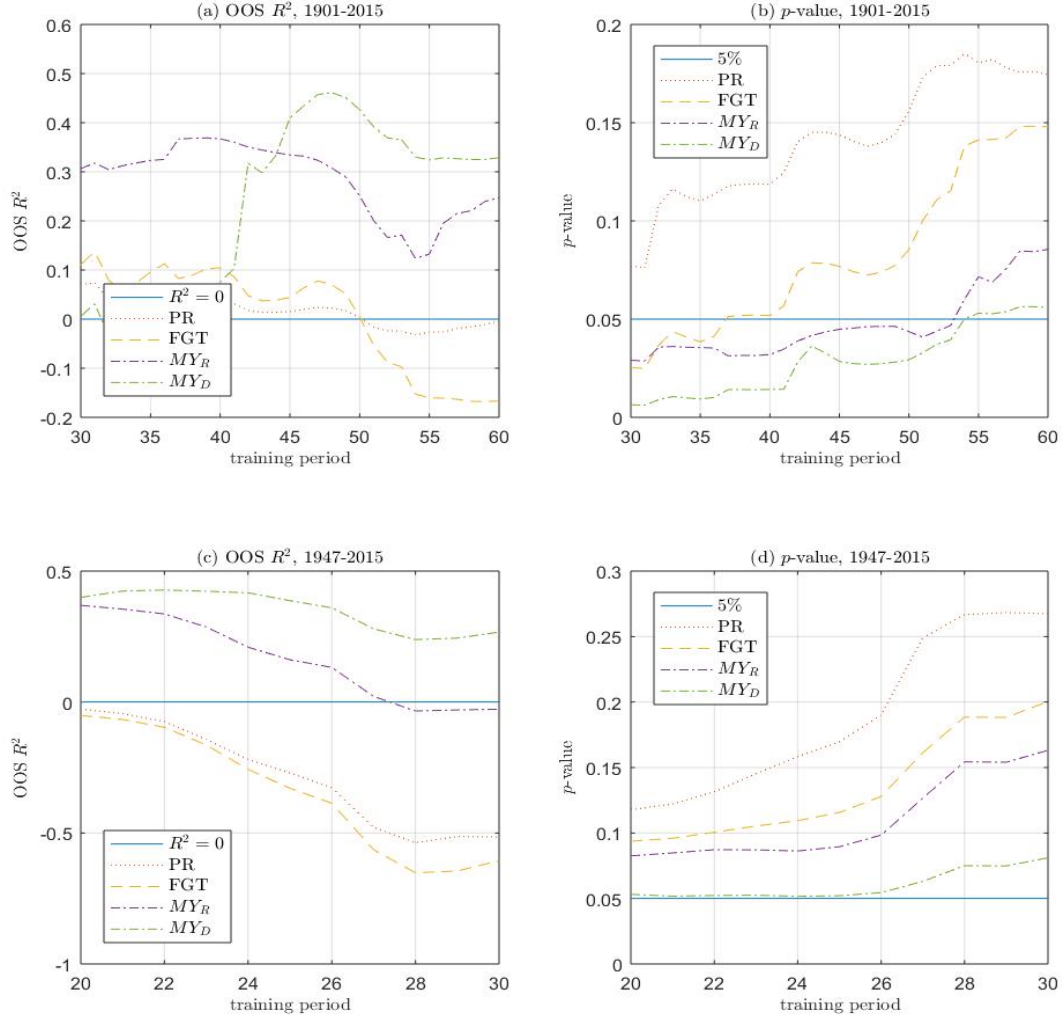 (a) OOS R², 1901-2015
0.6
0.5
0.4
0.3
0.2
0.1
0
-0.1
-0.2
OOS R²
R² = 0
PR
FGT
MY_R
MY_D
30 35 40 45 50 55 60
training period
(b) p-value, 1901-2015
0.2
0.15
0.1
0.05
0
p-value
5%
PR
FGT
MY_R
MY_D
30 35 40 45 50 55 60
training period
(c) OOS R², 1947-2015
0.5
0
-0.5
-1
OOS R²
R² = 0
PR
FGT
MY_R
MY_D
20 22 24 26 28 30
training period
(d) p-value, 1947-2015
0.3
0.25
0.2
0.15
0.1
0.05
0
p-value
5%
PR
FGT
MY_R
MY_D
20 22 24 26 28 30
training period